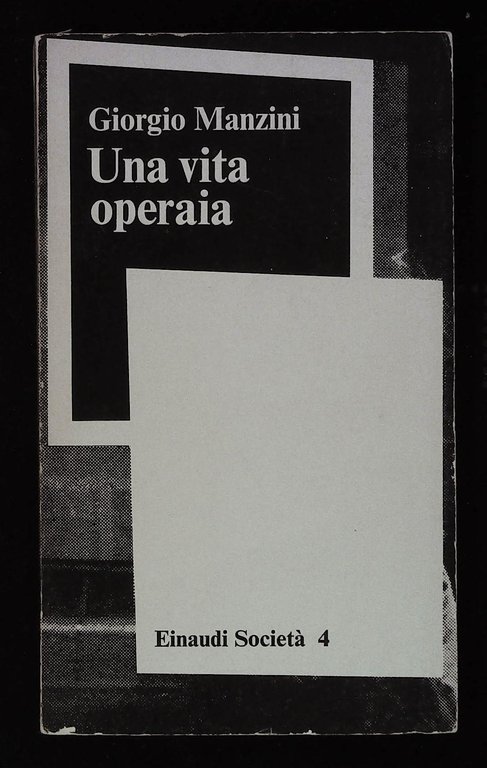 Giorgio Manzini
Una vita
operaia
Einaudi Società 4